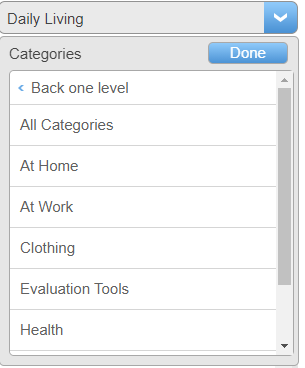 Daily Living
Categories Done
Back one level
All Categories
At Home
At Work
Clothing
Evaluation Tools
Health